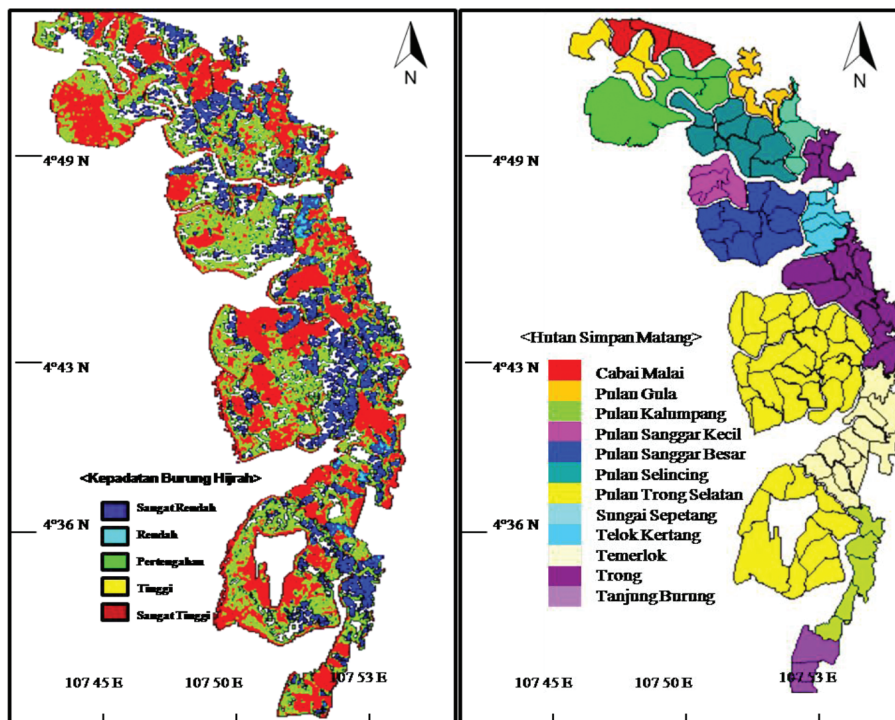 N
4°49 N
4°43 N
<Kepadatan Burung Hijrah>
Sangat Rendah
Rendah
Pertengahan
Tinggi
Sangat Tinggi
4°36 N
107 45 E
107 50 E
107 53 E
N
4°49 N
<Hutan Simpan Matang>
4°43 N
Cabai Malai
Pulau Gula
Pulau Kalumpang
Pulau Sanggar Kecil
Pulau Sanggar Besar
Pulau Selincing
Pulau Trong Selatan
Sungai Sepetang
Telok Kertang
Temerlok
Trong
Tanjung Burung
4°36 N
107 45 E
107 50 E
107 53 E